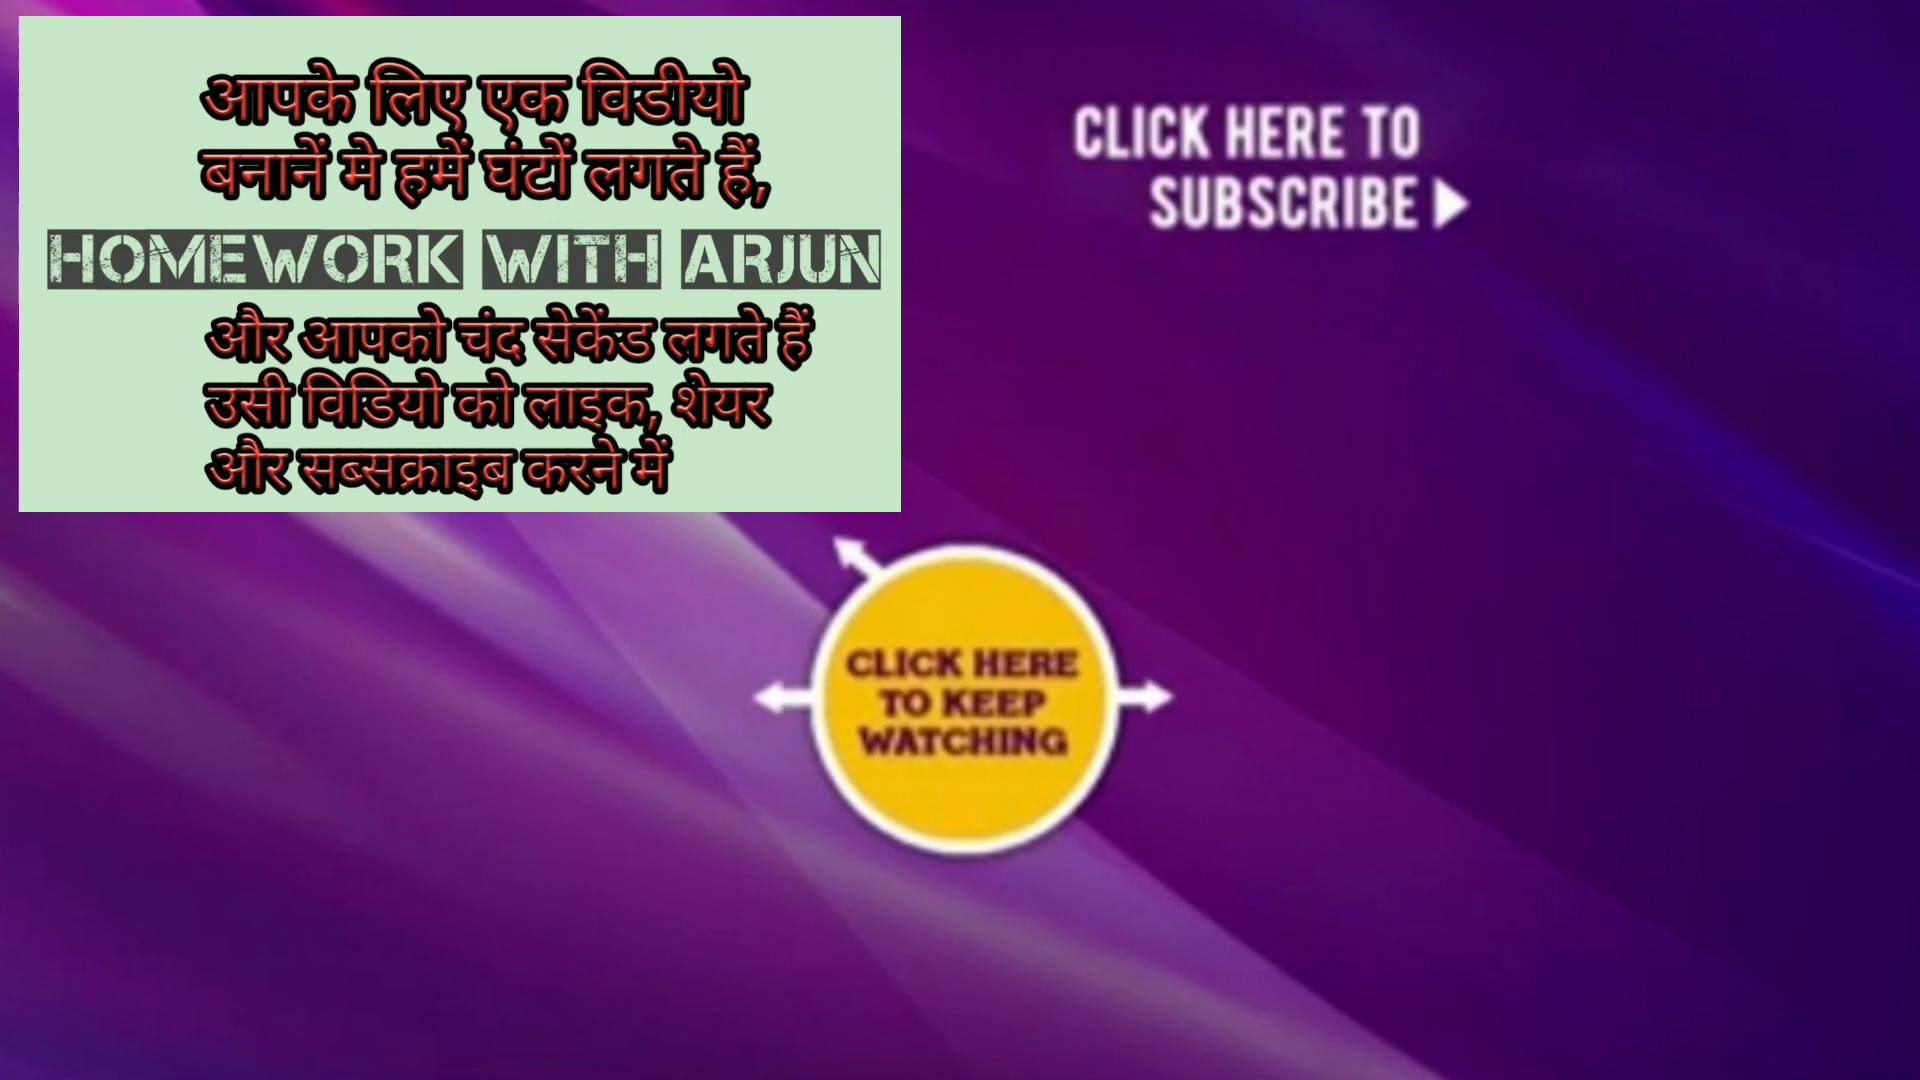 आपके लिए एक विडीयो
बनानें मे हमें घंटों लगते हैं,
HOMEWORK WITH ARJUN
और आपको चंद सेकेंड लगते हैं
उसी विडियो को लाइक, शेयर
और सब्सक्राइब करने में
CLICK HERE TO
SUBSCRIBE
CLICK HERE
TO KEEP
WATCHING